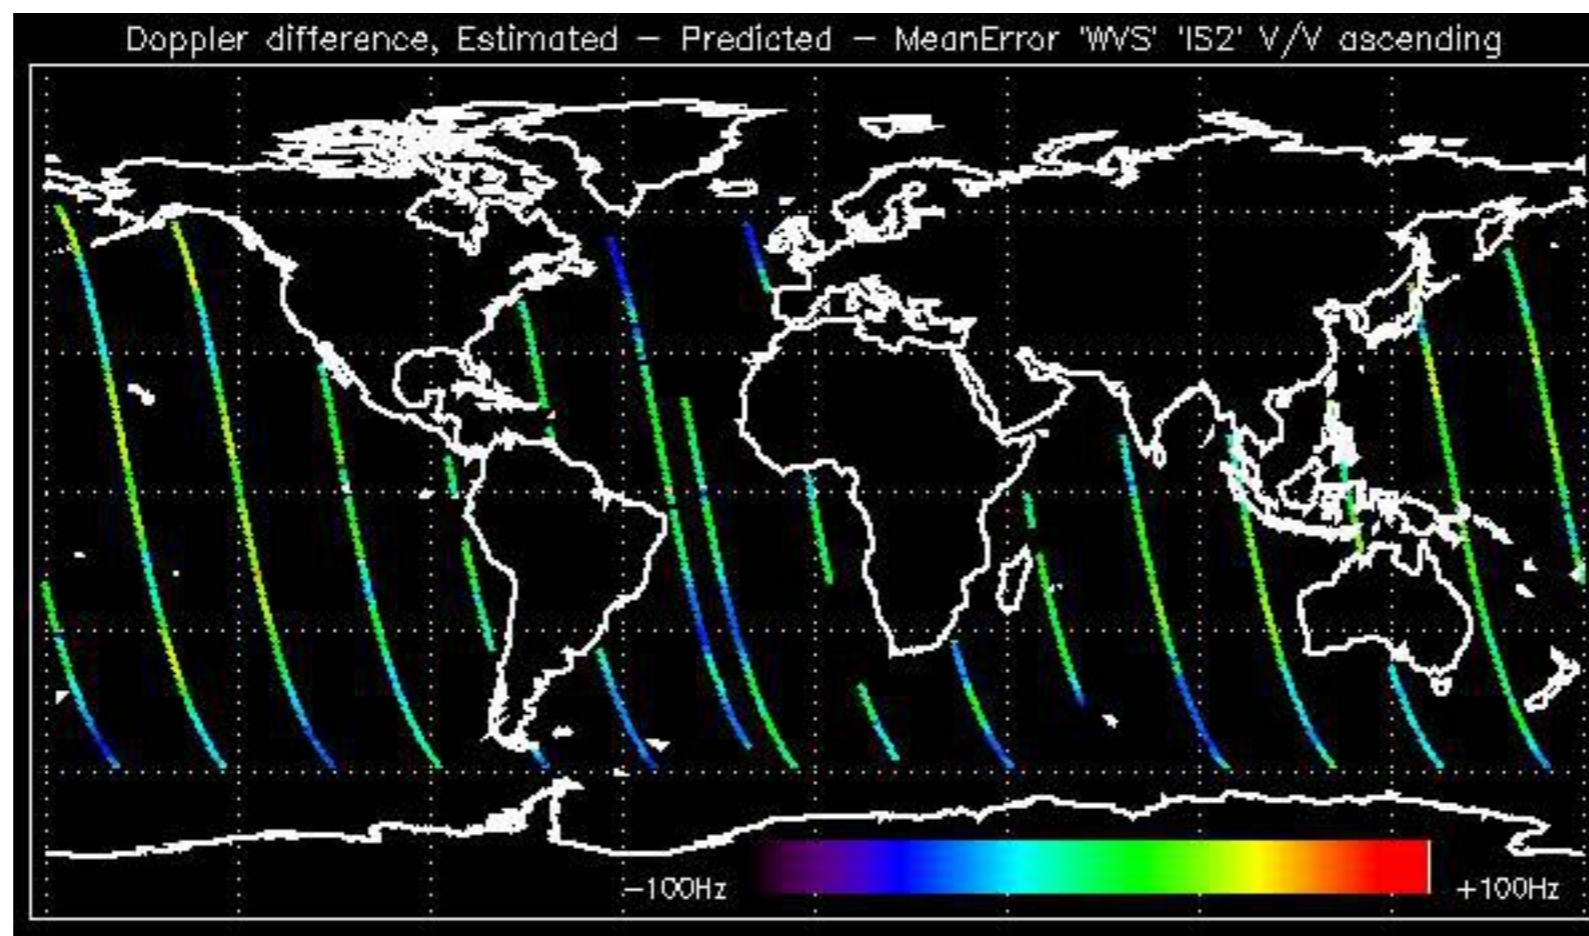 Doppler difference, Estimated – Predicted – MeanError 'WVS' 'IS2' V/V ascending
–100Hz +100Hz